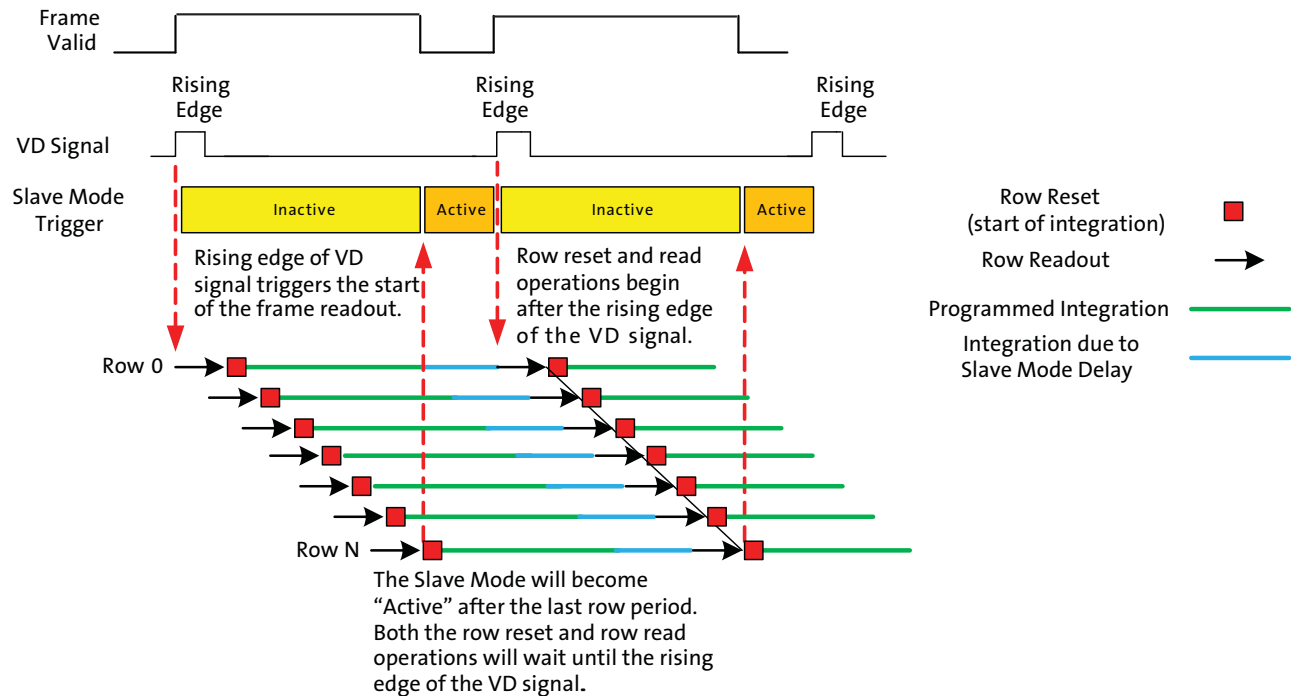 Frame
Valid
Rising
Edge
Rising
Edge
Rising
Edge
VD Signal
Slave Mode
Trigger
Inactive
Active
Inactive
Active
Rising edge of VD
signal triggers the start
of the frame readout.
Row reset and read
operations begin
after the rising edge
of the VD signal.
Row Reset
(start of integration)
Row Readout
Programmed Integration
Integration due to
Slave Mode Delay
Row 0
Row N
The Slave Mode will become
“Active” after the last row period.
Both the row reset and row read
operations will wait until the rising
edge of the VD signal.